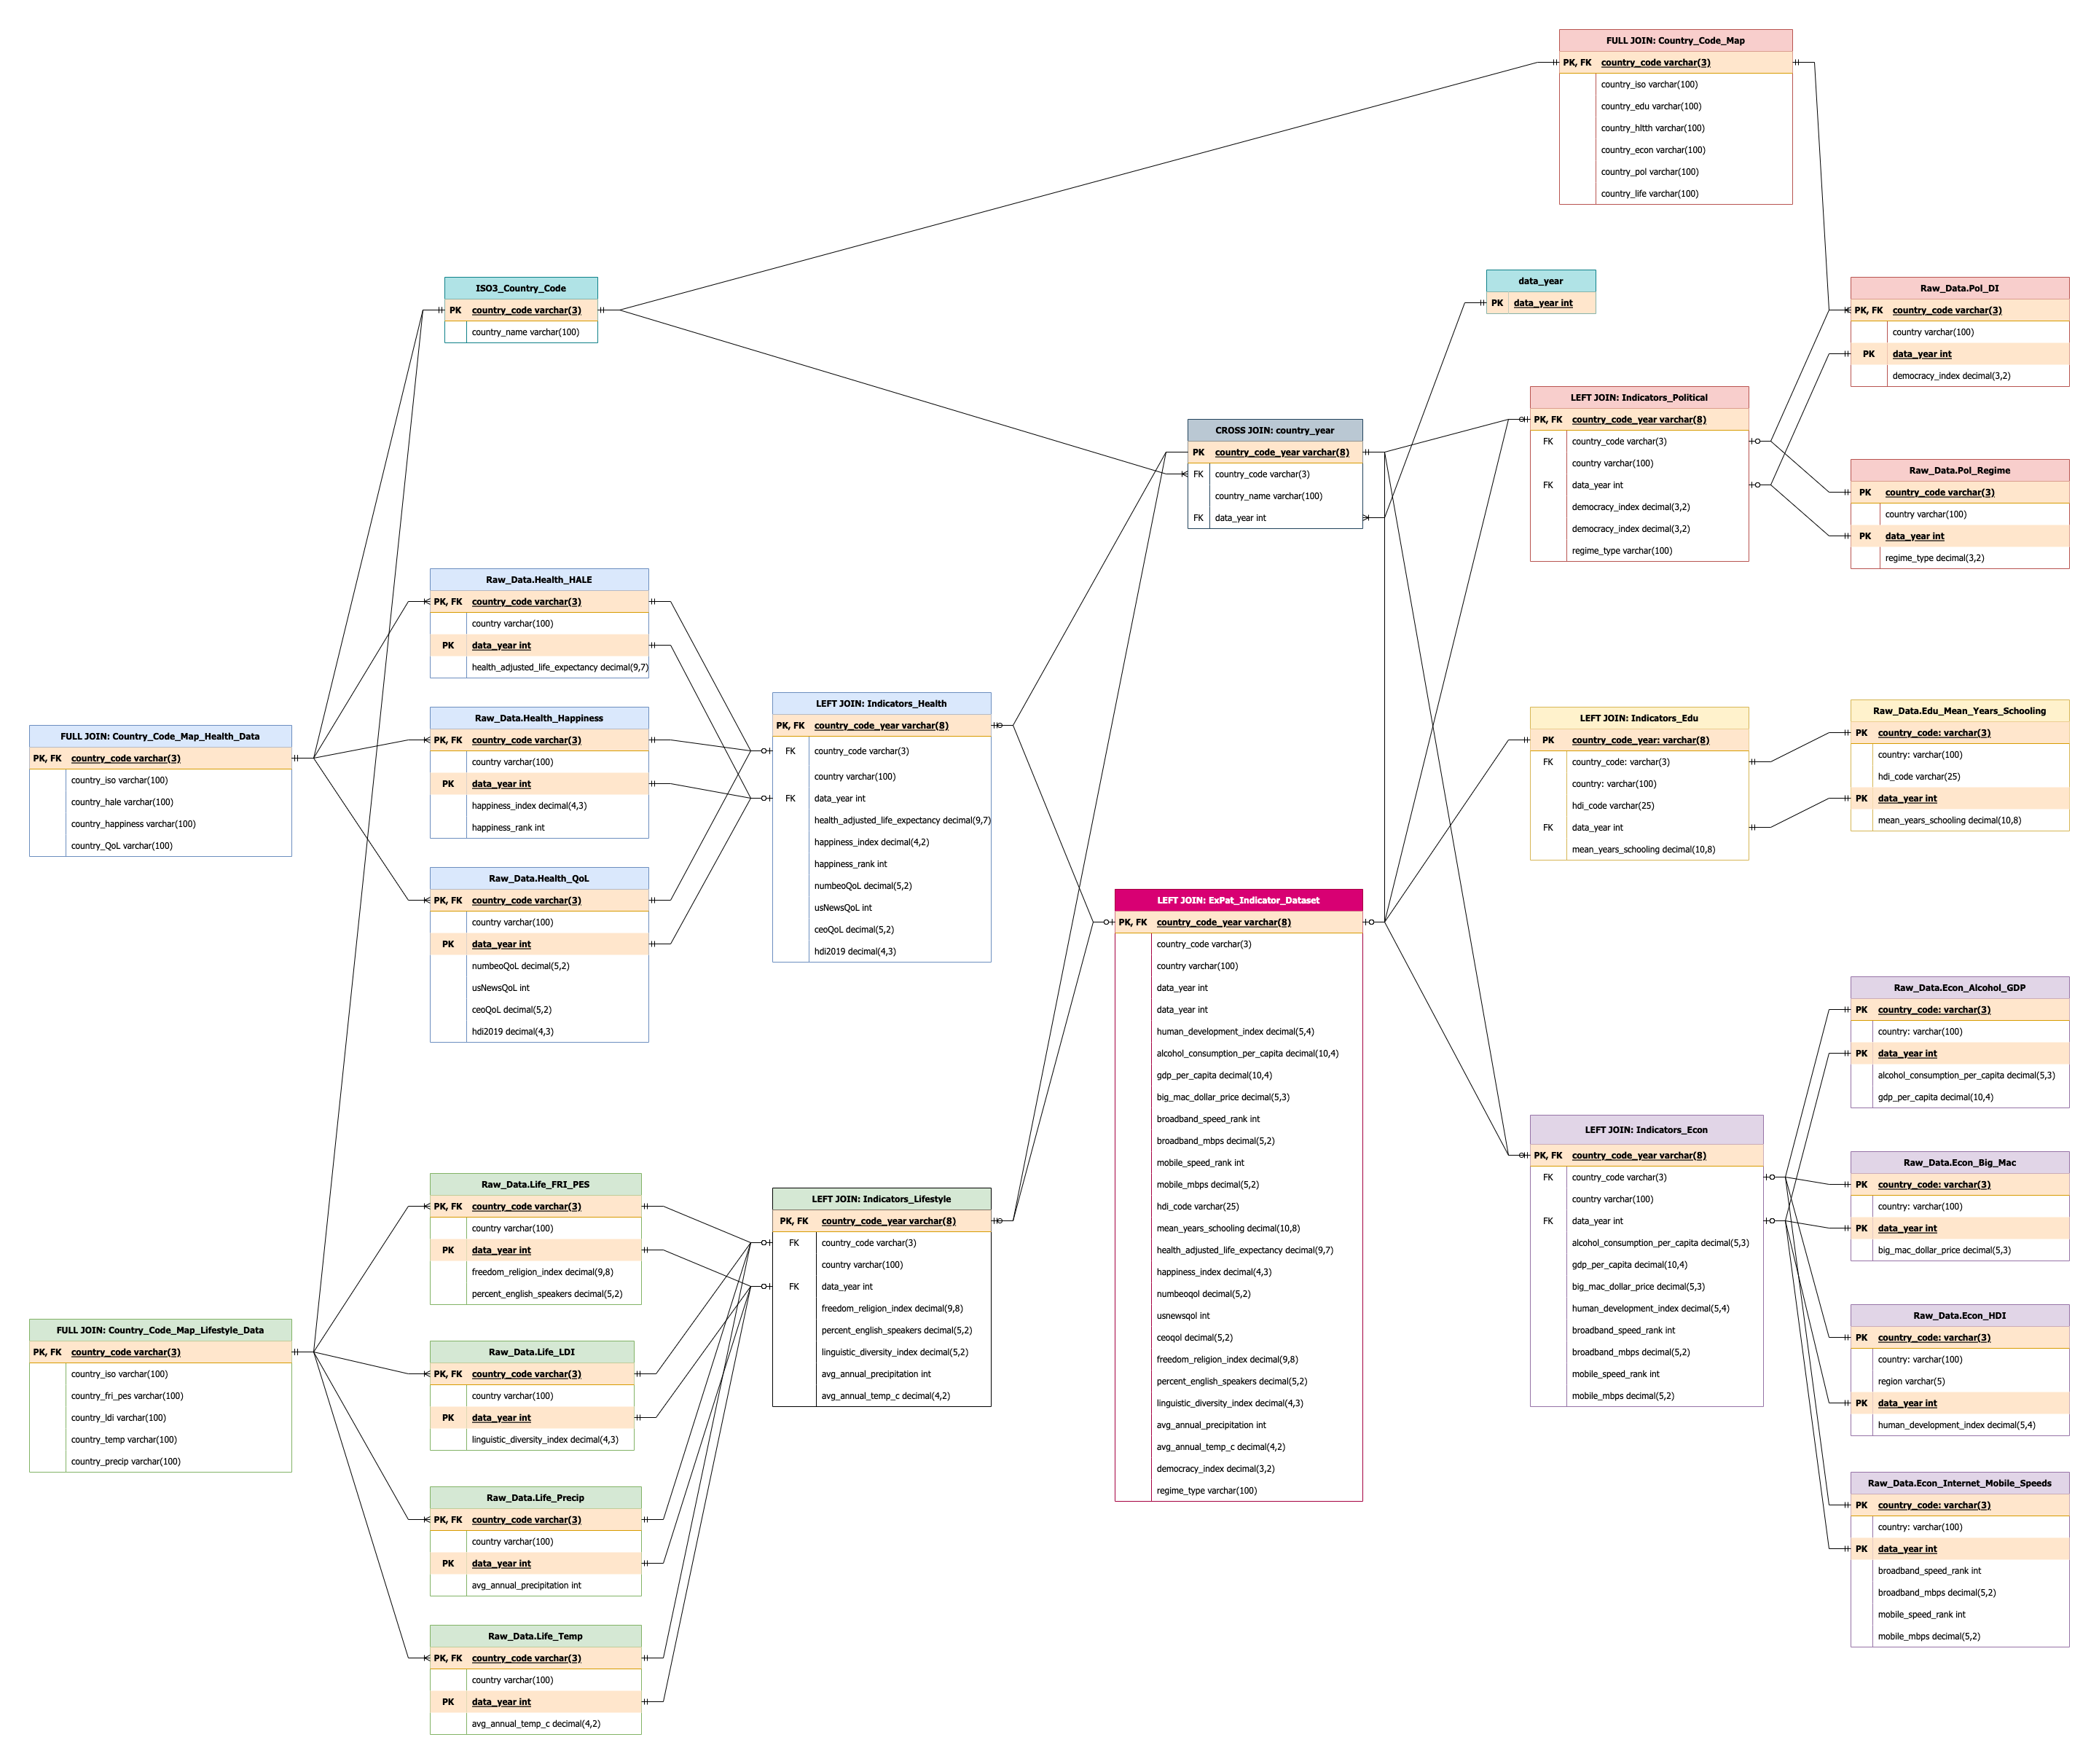 FULL JOIN: Country_Code_Map
PK, FK country_code varchar(3)
country_iso varchar(100)
country_edu varchar(100)
country_hltth varchar(100)
country_econ varchar(100)
country_pol varchar(100)
country_life varchar(100)
ISO3_Country_Code
PK country_code varchar(3)
country_name varchar(100)
data_year
PK data_year int
Raw_Data.Pol_DI
PK, FK country_code varchar(3)
country varchar(100)
PK data_year int
democracy_index decimal(3,2)
LEFT JOIN: Indicators_Political
PK, FK country_code_year varchar(8)
FK country_code varchar(3)
country varchar(100)
FK data_year int
democracy_index decimal(3,2)
democracy_index decimal(3,2)
regime_type varchar(100)
CROSS JOIN: country_year
PK country_code_year varchar(8)
FK country_code varchar(3)
country_name varchar(100)
FK data_year int
Raw_Data.Pol_Regime
PK country_code varchar(3)
country varchar(100)
PK data_year int
regime_type decimal(3,2)
Raw_Data.Health_HALE
PK, FK country_code varchar(3)
country varchar(100)
PK data_year int
health_adjusted_life_expectancy decimal(9,7)
Raw_Data.Health_Happiness
PK, FK country_code varchar(3)
country varchar(100)
PK data_year int
happiness_index decimal(4,3)
happiness_rank int
Raw_Data.Health_QoL
PK, FK country_code varchar(3)
country varchar(100)
PK data_year int
numbeoQoL decimal(5,2)
usNewsQoL int
ceoQoL decimal(5,2)
hdi2019 decimal(4,3)
FULL JOIN: Country_Code_Map_Health_Data
PK, FK country_code varchar(3)
country_iso varchar(100)
country_hale varchar(100)
country_happiness varchar(100)
country_QoL varchar(100)
LEFT JOIN: Indicators_Health
PK, FK country_code_year varchar(8)
FK country_code varchar(3)
country varchar(100)
FK data_year int
health_adjusted_life_expectancy decimal(9,7)
happiness_index decimal(4,2)
happiness_rank int
numbeoQoL decimal(5,2)
usNewsQoL int
ceoQoL decimal(5,2)
hdi2019 decimal(4,3)
LEFT JOIN: Indicators_Edu
PK country_code_year: varchar(8)
FK country_code: varchar(3)
country: varchar(100)
hdi_code varchar(25)
FK data_year int
mean_years_schooling decimal(10,8)
Raw_Data.Edu_Mean_Years_Schooling
PK country_code: varchar(3)
country: varchar(100)
hdi_code varchar(25)
PK data_year int
mean_years_schooling decimal(10,8)
LEFT JOIN: ExPat_Indicator_Dataset
PK, FK country_code_year varchar(8)
country_code varchar(3)
country varchar(100)
data_year int
data_year int
human_development_index decimal(5,4)
alcohol_consumption_per_capita decimal(10,4)
gdp_per_capita decimal(10,4)
big_mac_dollar_price decimal(5,3)
broadband_speed_rank int
broadband_mbps decimal(5,2)
mobile_speed_rank int
mobile_mbps decimal(5,2)
hdi_code varchar(25)
mean_years_schooling decimal(10,8)
health_adjusted_life_expectancy decimal(9,7)
happiness_index decimal(4,3)
numbeoqol decimal(5,2)
usnewsqol int
ceoqol decimal(5,2)
freedom_religion_index decimal(9,8)
percent_english_speakers decimal(5,2)
linguistic_diversity_index decimal(4,3)
avg_annual_precipitation int
avg_annual_temp_c decimal(4,2)
democracy_index decimal(3,2)
regime_type varchar(100)
Raw_Data.Econ_Alcohol_GDP
PK country_code: varchar(3)
country: varchar(100)
PK data_year int
alcohol_consumption_per_capita decimal(5,3)
gdp_per_capita decimal(10,4)
LEFT JOIN: Indicators_Econ
PK, FK country_code_year varchar(8)
FK country_code varchar(3)
country varchar(100)
FK data_year int
alcohol_consumption_per_capita decimal(5,3)
gdp_per_capita decimal(10,4)
big_mac_dollar_price decimal(5,3)
human_development_index decimal(5,4)
broadband_speed_rank int
broadband_mbps decimal(5,2)
mobile_speed_rank int
mobile_mbps decimal(5,2)
Raw_Data.Econ_Big_Mac
PK country_code: varchar(3)
country: varchar(100)
PK data_year int
big_mac_dollar_price decimal(5,3)
Raw_Data.Econ_HDI
PK country_code: varchar(3)
country: varchar(100)
region varchar(5)
PK data_year int
human_development_index decimal(5,4)
Raw_Data.Econ_Internet_Mobile_Speeds
PK country_code: varchar(3)
country: varchar(100)
PK data_year int
broadband_speed_rank int
broadband_mbps decimal(5,2)
mobile_speed_rank int
mobile_mbps decimal(5,2)
Raw_Data.Life_FRI_PES
PK, FK country_code varchar(3)
country varchar(100)
PK data_year int
freedom_religion_index decimal(9,8)
percent_english_speakers decimal(5,2)
LEFT JOIN: Indicators_Lifestyle
PK, FK country_code_year varchar(8)
FK country_code varchar(3)
country varchar(100)
FK data_year int
freedom_religion_index decimal(9,8)
percent_english_speakers decimal(5,2)
linguistic_diversity_index decimal(5,2)
avg_annual_precipitation int
avg_annual_temp_c decimal(4,2)
FULL JOIN: Country_Code_Map_Lifestyle_Data
PK, FK country_code varchar(3)
country_iso varchar(100)
country_fri_pes varchar(100)
country_ldi varchar(100)
country_temp varchar(100)
country_precip varchar(100)
Raw_Data.Life_LDI
PK, FK country_code varchar(3)
country varchar(100)
PK data_year int
linguistic_diversity_index decimal(4,3)
Raw_Data.Life_Precip
PK, FK country_code varchar(3)
country varchar(100)
PK data_year int
avg_annual_precipitation int
Raw_Data.Life_Temp
PK, FK country_code varchar(3)
country varchar(100)
PK data_year int
avg_annual_temp_c decimal(4,2)